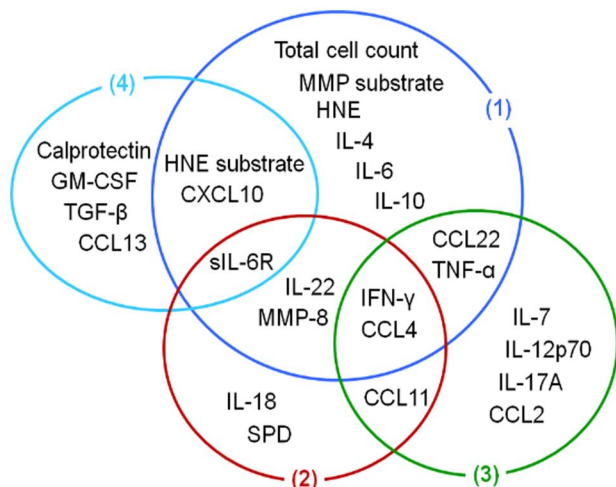 Total cell count
(4)
MMP substrate
(1)
HNE
IL-4
Calprotectin
HNE substrate
IL-6
GM-CSF
CXCL10
IL-10
TGF-β
CCL13
CCL22
sIL-6R
TNF-α
IL-22
IFN-γ
MMP-8
CCL4
IL-7
IL-12p70
IL-17A
IL-18
CCL11
CCL2
SPD
(2)
(3)